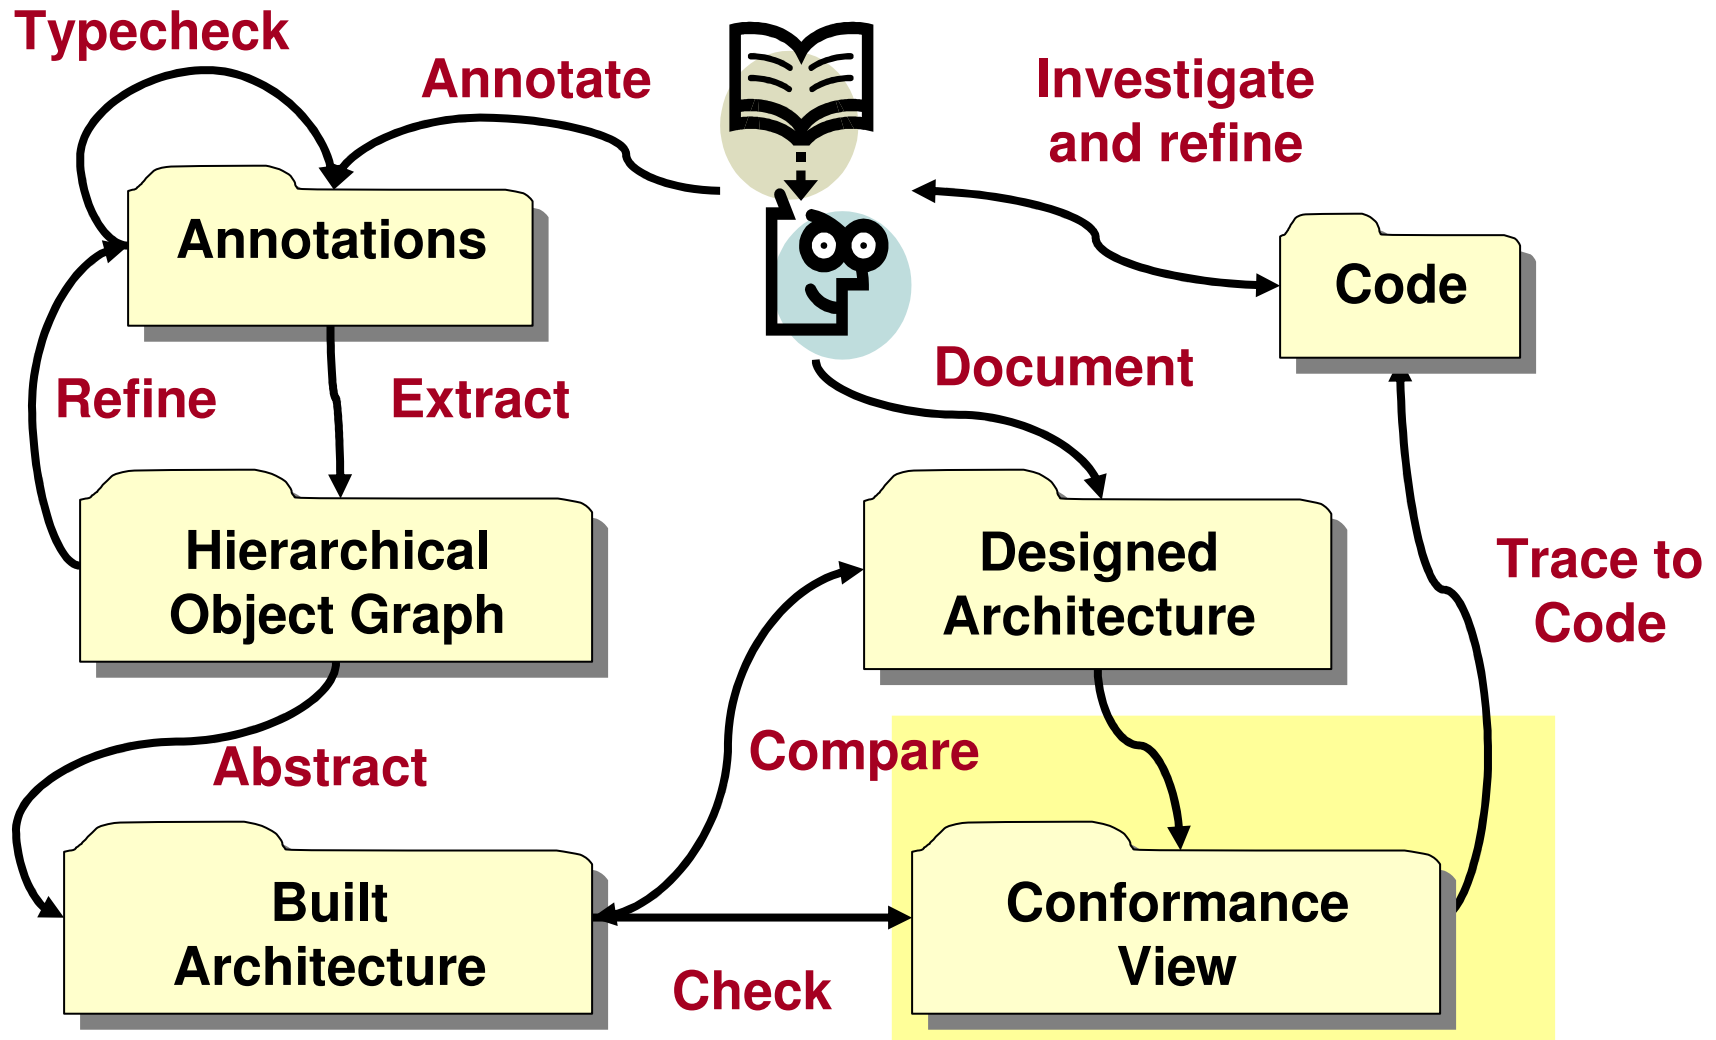 Typecheck
Annotate
Investigate
and refine
Annotations
Code
Document
Refine
Extract
Hierarchical
Object Graph
Designed
Architecture
Trace to
Code
Abstract
Compare
Built
Architecture
Conformance
View
Check